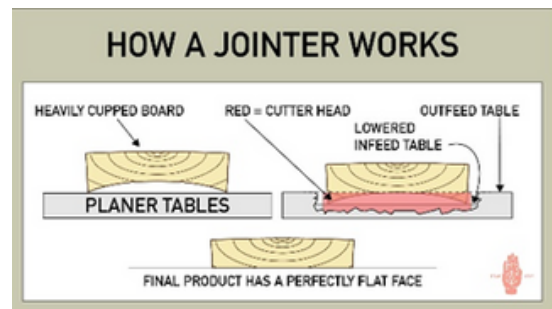 HOW A JOINTER WORKS
HEAVILY CUPPED BOARD
RED = CUTTER HEAD
OUTFEED TABLE
LOWERED
INFEED TABLE
PLANER TABLES
FINAL PRODUCT HAS A PERFECTLY FLAT FACE